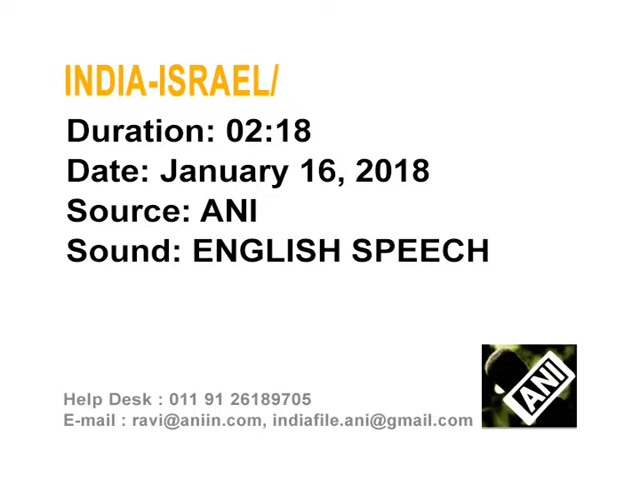 INDIA-ISRAEL/
Duration: 02:18
Date: January 16, 2018
Source: ANI
Sound: ENGLISH SPEECH
Help Desk : 011 91 26189705
E-mail : ravi@aniin.com, indiafile.ani@gmail.com
ANI